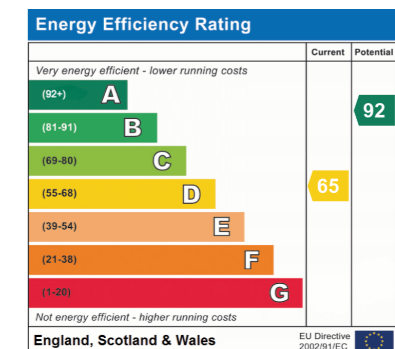 Energy Efficiency Rating
Current Potential
Very energy efficient - lower running costs
(92+) A
92
(81-91) B
(69-80) C
(55-68) D
65
(39-54) E
(21-38) F
(1-20) G
Not energy efficient - higher running costs
England, Scotland & Wales
EU Directive
2002/91/EC